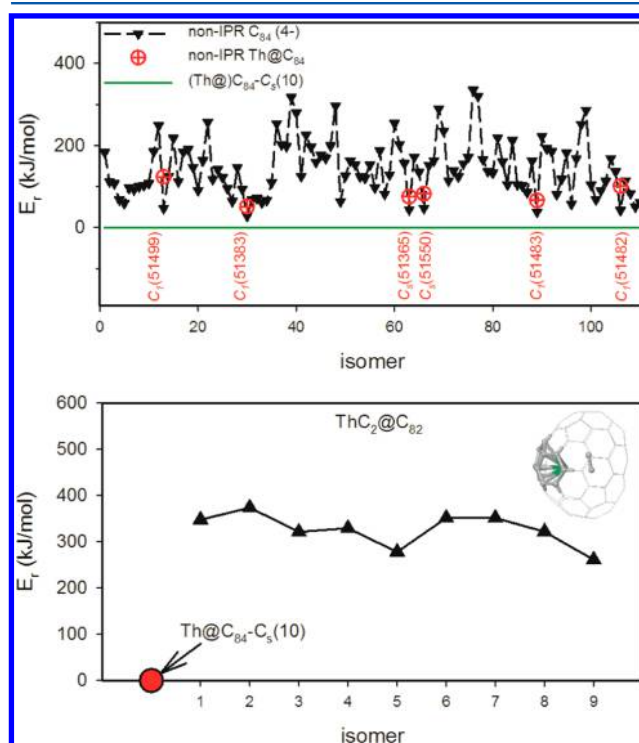 non-IPR C84 (4-)
non-IPR Th@C84
(Th@)C84-Cs(10)
400
200
0
Er (kJ/mol)
C1(51499)
C1(51383)
Cs(51365)
Cs(51550)
C1(51483)
C1(51482)
0 20 40 60 80 100
isomer
600
500
400
300
200
100
0
Er (kJ/mol)
ThC2@C82
Th@C84-Cs(10)
1 2 3 4 5 6 7 8 9
isomer